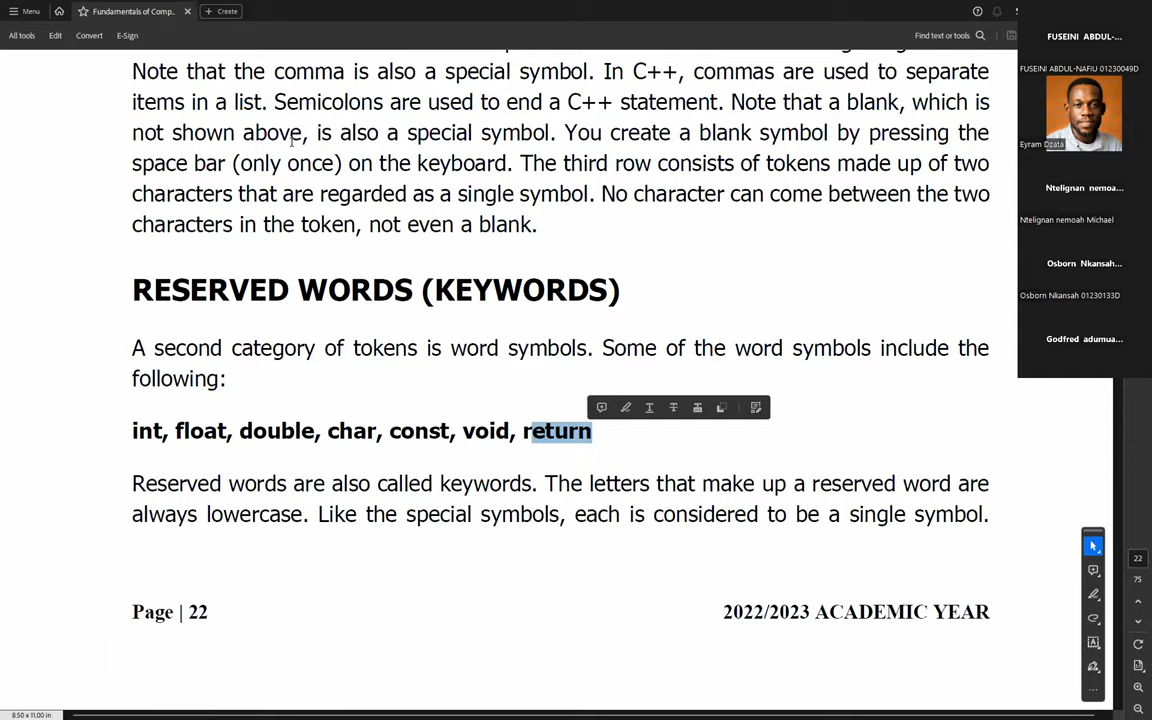 Menu
Fundamentals of Comp..
Create
All tools
Edit
Convert
E-Sign
Find text or tools
Note that the comma is also a special symbol. In C++, commas are used to separate
items in a list. Semicolons are used to end a C++ statement. Note that a blank, which is
not shown above, is also a special symbol. You create a blank symbol by pressing the
space bar (only once) on the keyboard. The third row consists of tokens made up of two
characters that are regarded as a single symbol. No character can come between the two
characters in the token, not even a blank.
RESERVED WORDS (KEYWORDS)
A second category of tokens is word symbols. Some of the word symbols include the
following:
int, float, double, char, const, void, return
Reserved words are also called keywords. The letters that make up a reserved word are
always lowercase. Like the special symbols, each is considered to be a single symbol.
Page | 22
2022/2023 ACADEMIC YEAR
8.50 x 11.00 in
FUSEINI ABDUL-...
FUSEINI ABDUL-NAFIU 01230049D
Eyram Dzata
Ntelignan nemoa...
Ntelignan nemoah Michael
Osborn Nkansah...
Osborn Nkansah 01230133D
Godfred adumua...
22
75